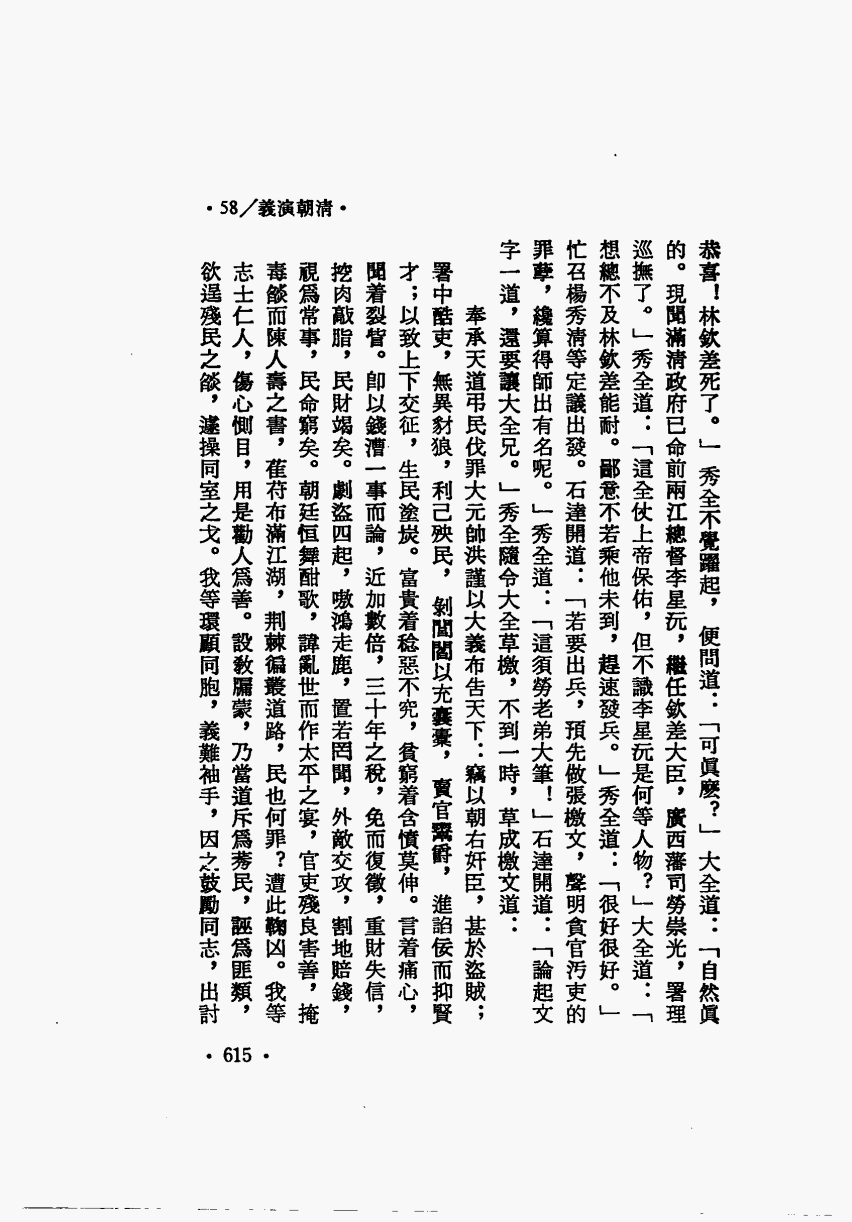 •58／義演朝清•
恭喜！林欽差死了。」秀全不覺躍起，便問道：「可眞麽？」大全道：「自然眞
的。現聞滿清政府已命前兩江總督李星沅，繼任欽差大臣，廣西藩司勞崇光，署理
巡撫了。」秀全道：「這全仗上帝保佑，但不識李星沅是何等人物？」大全道：「
想總不及林欽差能耐。鄙意不若乘他未到，趕速發兵。」秀全道：「很好很好。」
忙召楊秀淸等定議出發。石達開道：「若要出兵，預先做張檄文，聲明貪官汚吏的
罪孽，纔算得師出有名呢。」秀全道：「這須勞老弟大筆！」石達開道：「論起文
字一道，還要讓大全兄。」秀全隨令大全草檄，不到一時，草成檄文道：
奉承天道弔民伐罪大元帥洪謹以大義布吿天下：竊以朝右奸臣，甚於盜賊；
署中酷吏，無異豺狼，利己殃民，剝閭閻以充囊橐，賣官鬻爵，進諂佞而抑賢
才；以致上下交征，生民塗炭。富貴着稔惡不究，貧窮着含憤莫伸。言着痛心，
聞着裂眥。卽以錢漕一事而論，近加數倍，三十年之稅，免而復徵，重財失信，
挖肉敲脂，民財竭矣。劇盜四起，嗷鴻走鹿，置若罔聞，外敵交攻，割地賠錢，
視爲常事，民命窮矣。朝廷恒舞酣歌，諱亂世而作太平之宴，官吏殘良害善，掩
毒燄而陳人壽之書，萑苻布滿江湖，荆棘徧叢道路，民也何罪？遭此鞠凶。我等
志士仁人，傷心惻目，用是勸人爲善。設敎牖蒙，乃當道斥爲莠民，誣爲匪類，
欲逞殘民之燄，遽操同室之戈。我等環顧同胞，義難袖手，因之鼓勵同志，出討
•615•